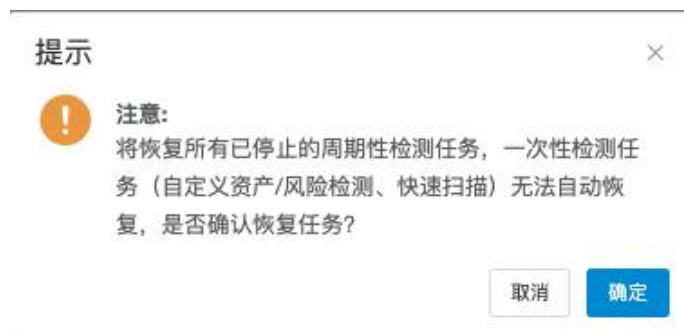 提示
注意:
将恢复所有已停止的周期性检测任务，一次性检测任
务（自定义资产/风险检测、快速扫描）无法自动恢
复，是否确认恢复任务?
取消 确定